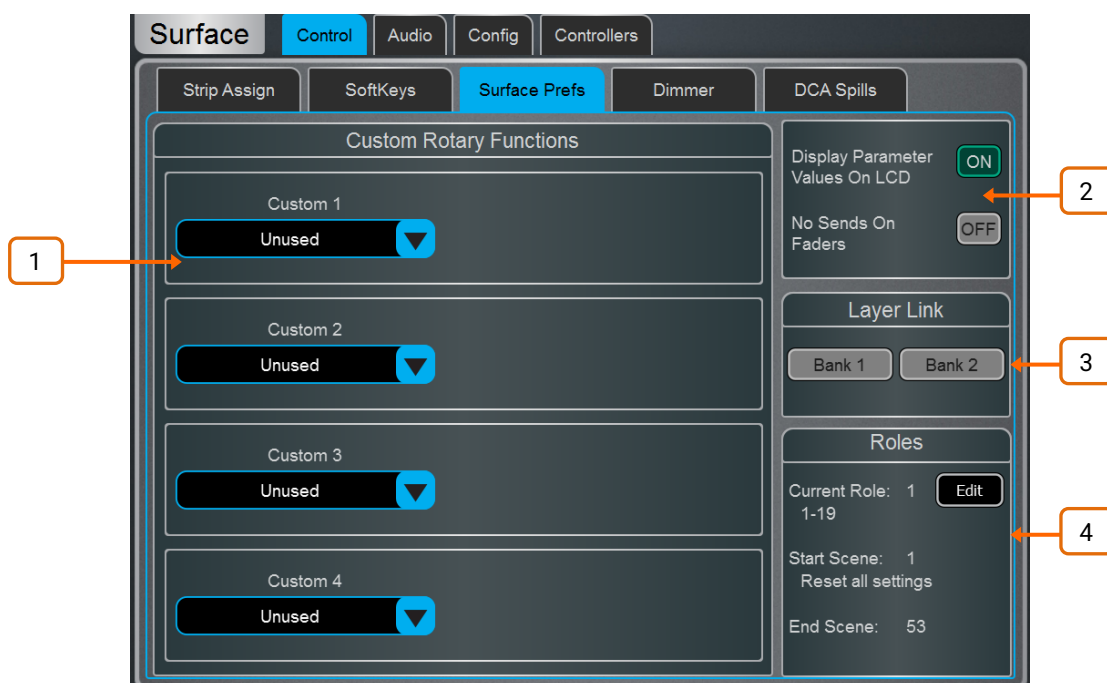 Surface
Control
Audio
Config
Controllers
Strip Assign
SoftKeys
Surface Prefs
Dimmer
DCA Spills
Custom Rotary Functions
Custom 1
Unused
Custom 2
Unused
Custom 3
Unused
Custom 4
Unused
Display Parameter
Values On LCD
ON
No Sends On
Faders
OFF
Layer Link
Bank 1
Bank 2
Roles
Current Role: 1
Edit
1-19
Start Scene: 1
Reset all settings
End Scene: 53
1
2
3
4